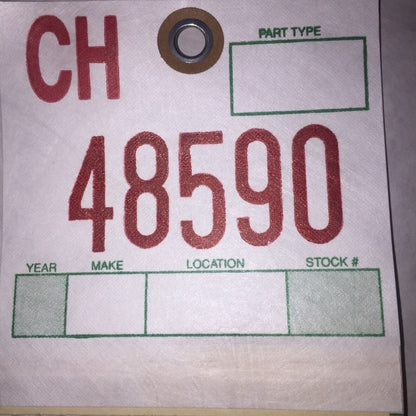 CH
PART TYPE
48590
YEAR MAKE LOCATION STOCK #